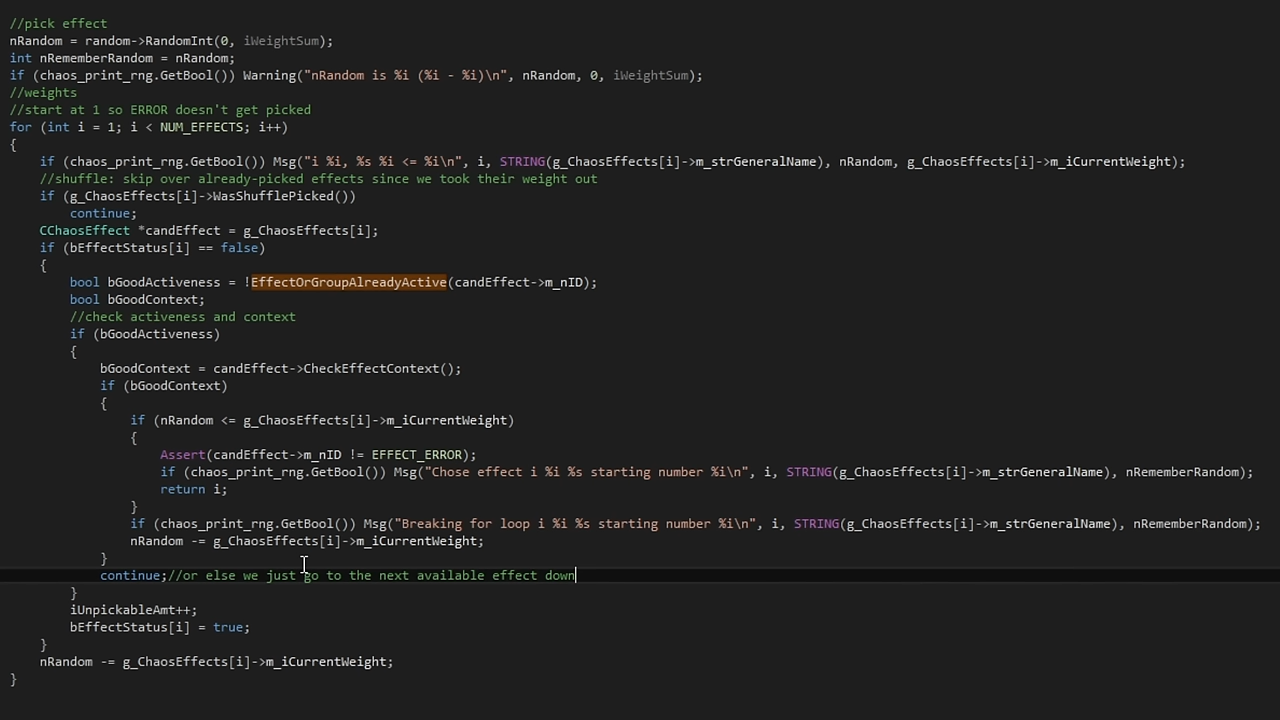 //pick effect
nRandom = random->RandomInt(0, iWeightSum);
int nRememberRandom = nRandom;
if (chaos_print_rng.GetBool()) Warning("nRandom is %i (%i - %i)\n", nRandom, 0, iWeightSum);
//weights
//start at 1 so ERROR doesn't get picked
for (int i = 1; i < NUM_EFFECTS; i++)
{
if (chaos_print_rng.GetBool()) Msg("i %i, %s %i <= %i\n", i, STRING(g_ChaosEffects[i]->m_strGeneralName), nRandom, g_ChaosEffects[i]->m_iCurrentWeight);
//shuffle: skip over already-picked effects since we took their weight out
if (g_ChaosEffects[i]->WasShufflePicked())
continue;
CChaosEffect *candEffect = g_ChaosEffects[i];
if (bEffectStatus[i] == false)
{
bool bGoodActiveness = !EffectOrGroupAlreadyActive(candEffect->m_nID);
bool bGoodContext;
//check activeness and context
if (bGoodActiveness)
{
bGoodContext = candEffect->CheckEffectContext();
if (bGoodContext)
{
if (nRandom <= g_ChaosEffects[i]->m_iCurrentWeight)
{
Assert(candEffect->m_nID != EFFECT_ERROR);
if (chaos_print_rng.GetBool()) Msg("Chose effect i %i %s starting number %i\n", i, STRING(g_ChaosEffects[i]->m_strGeneralName), nRememberRandom);
return i;
}
if (chaos_print_rng.GetBool()) Msg("Breaking for loop i %i %s starting number %i\n", i, STRING(g_ChaosEffects[i]->m_strGeneralName), nRememberRandom);
nRandom -= g_ChaosEffects[i]->m_iCurrentWeight;
}
continue;//or else we just go to the next available effect down
}
iUnpickableAmt++;
bEffectStatus[i] = true;
}
nRandom -= g_ChaosEffects[i]->m_iCurrentWeight;
}